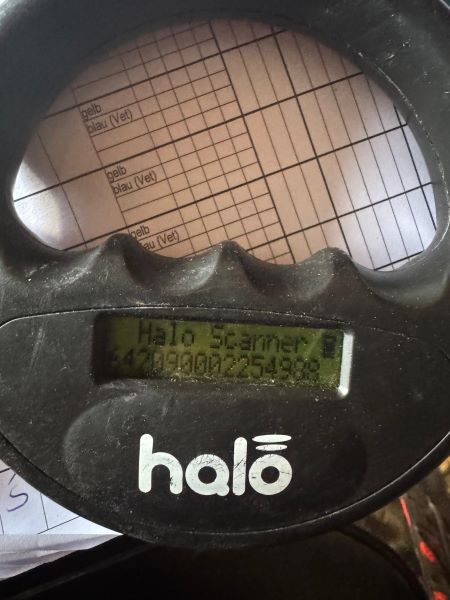 gelb
blau (Vet)
gelb
blau (Vet)
gelb
blau (Vet)
Halo Scanner
642090002254988
halo
S